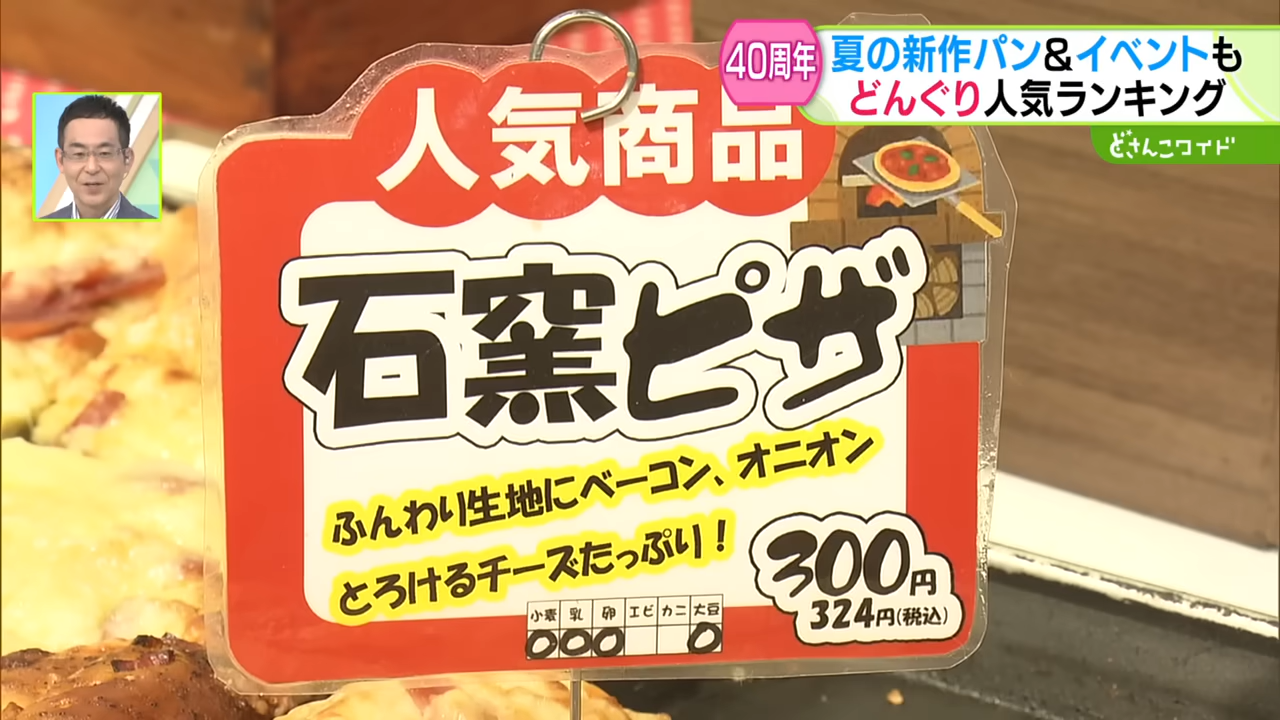 40周年
夏の新作パン&イベントも
どんぐり人気ランキング
どさんこワイド
人気商品
石窯ピザ
ふんわり生地にベーコン、オニオン
とろけるチーズたっぷり!
300円
324円(税込)
小麦 乳 卵 エビ カニ 大豆
○ ○ ○ ○